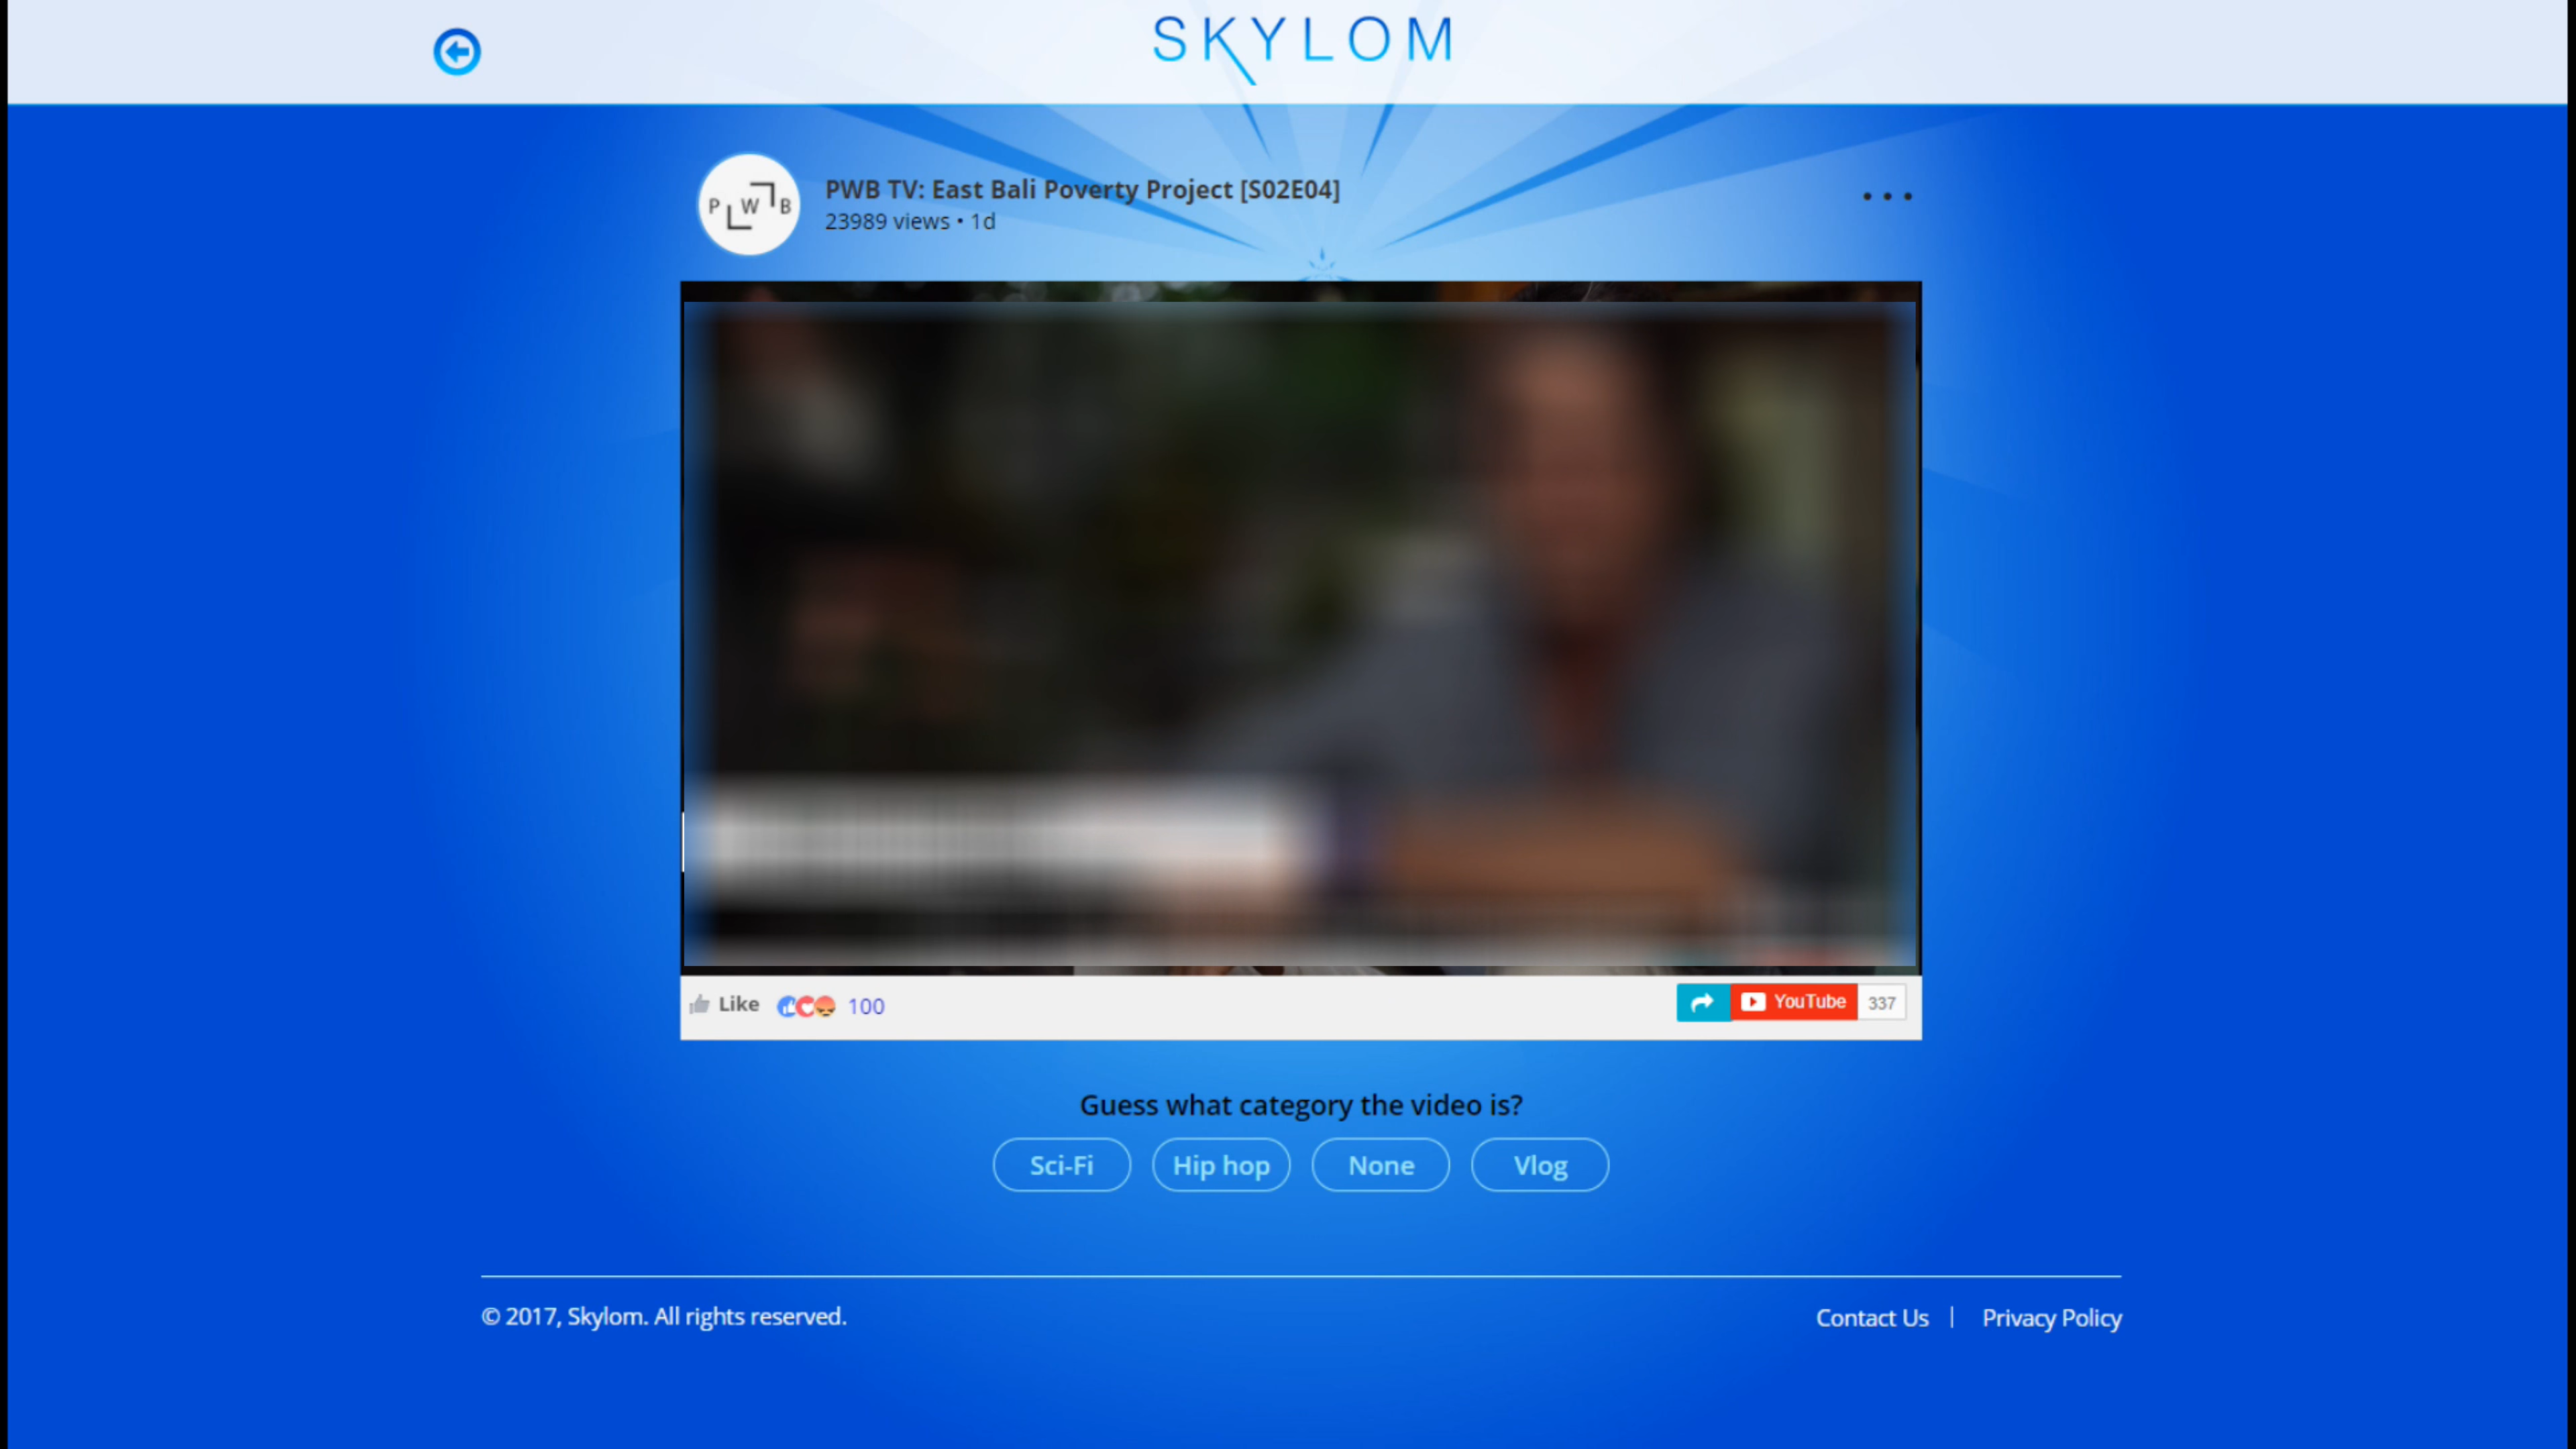 SKYLOM
P W B
PWB TV: East Bali Poverty Project [S02E04]
23989 views • 1d
Like 100
YouTube 337
Guess what category the video is?
Sci-Fi Hip hop None Vlog
© 2017, Skylom. All rights reserved.
Contact Us | Privacy Policy